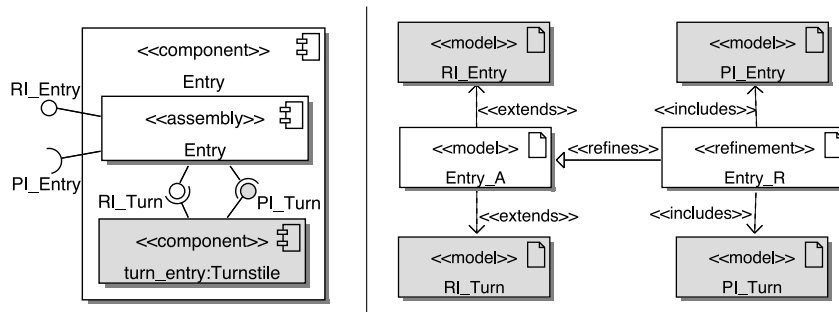 <<component>>
Entry
RI_Entry
<<assembly>>
Entry
PI_Entry
RI_Turn
PI_Turn
<<component>>
turn_entry:Turnstile
<<model>>
RI_Entry
<<model>>
PI_Entry
<<extends>>
<<includes>>
<<model>>
Entry_A
<<refines>>
<<refinement>>
Entry_R
<<extends>>
<<includes>>
<<model>>
RI_Turn
<<model>>
PI_Turn